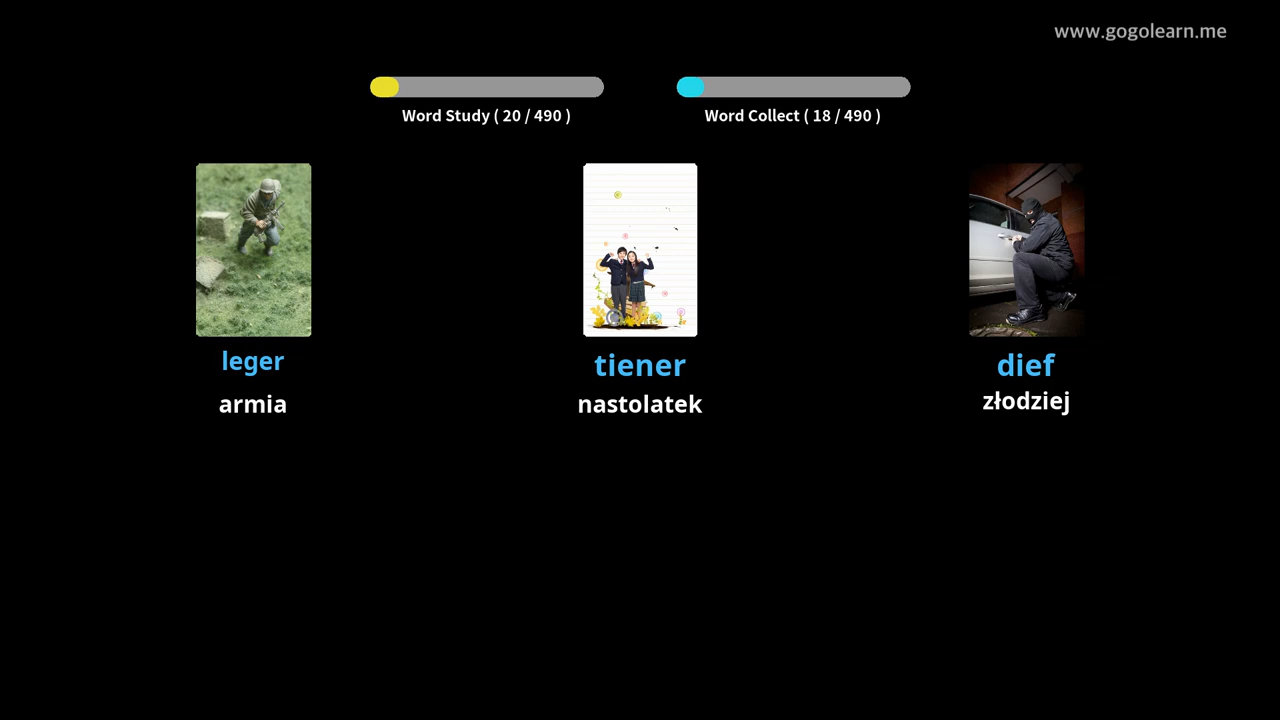 www.gogolearn.me
Word Study ( 20 / 490 )
Word Collect ( 18 / 490 )
leger
tiener
dief
armia
nastolatek
złodziej